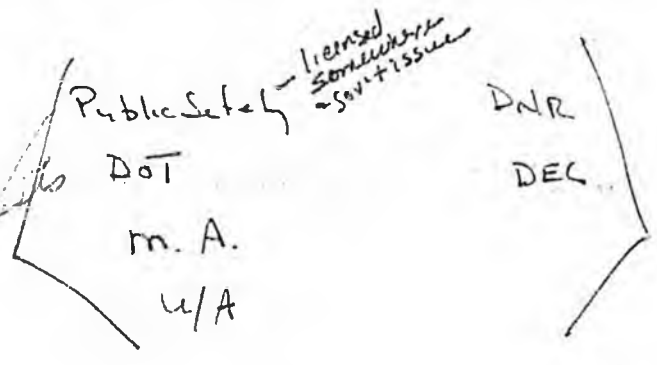 licensed
somewhere
- gov't issue
Public Safety -
DNR
DOT
DEC
M. A.